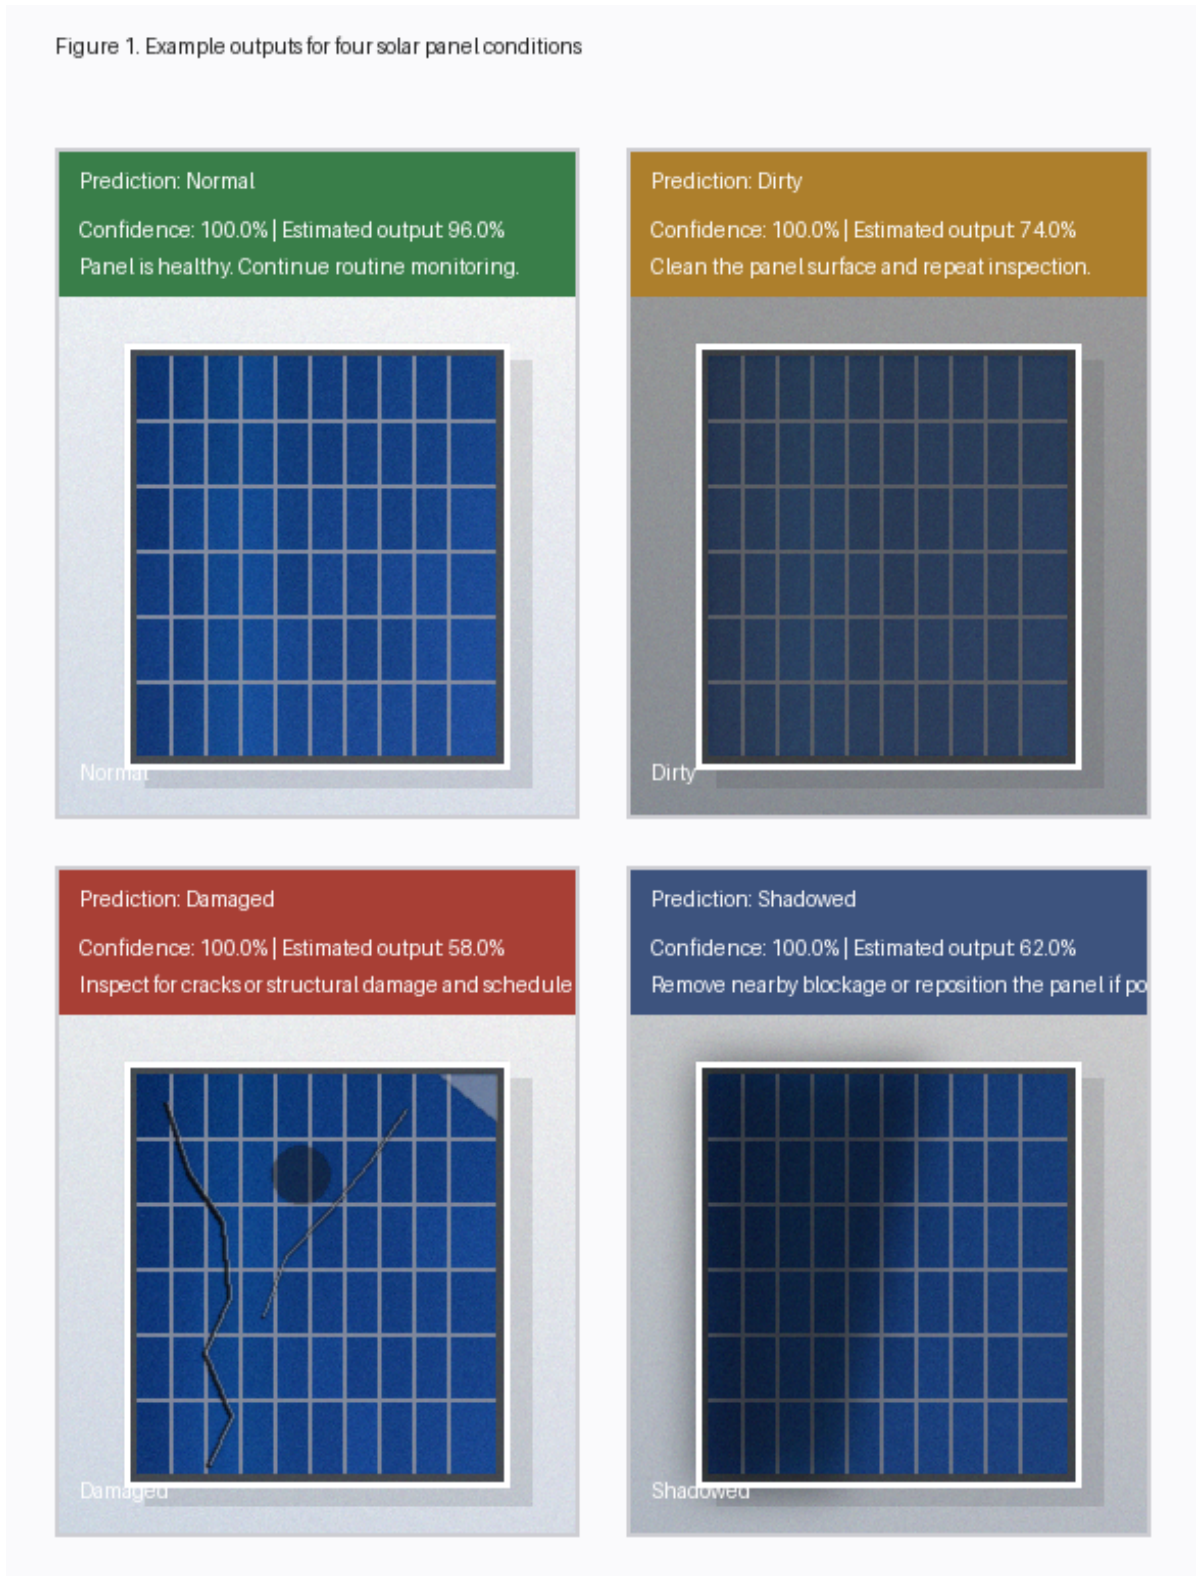 Figure 1. Example outputs for four solar panel conditions
Prediction: Normal
Confidence: 100.0% | Estimated output: 96.0%
Panel is healthy. Continue routine monitoring.
Normal
Prediction: Dirty
Confidence: 100.0% | Estimated output: 74.0%
Clean the panel surface and repeat inspection.
Dirty
Prediction: Damaged
Confidence: 100.0% | Estimated output: 58.0%
Inspect for cracks or structural damage and schedule
Damaged
Prediction: Shadowed
Confidence: 100.0% | Estimated output: 62.0%
Remove nearby blockage or reposition the panel if po
Shadowed